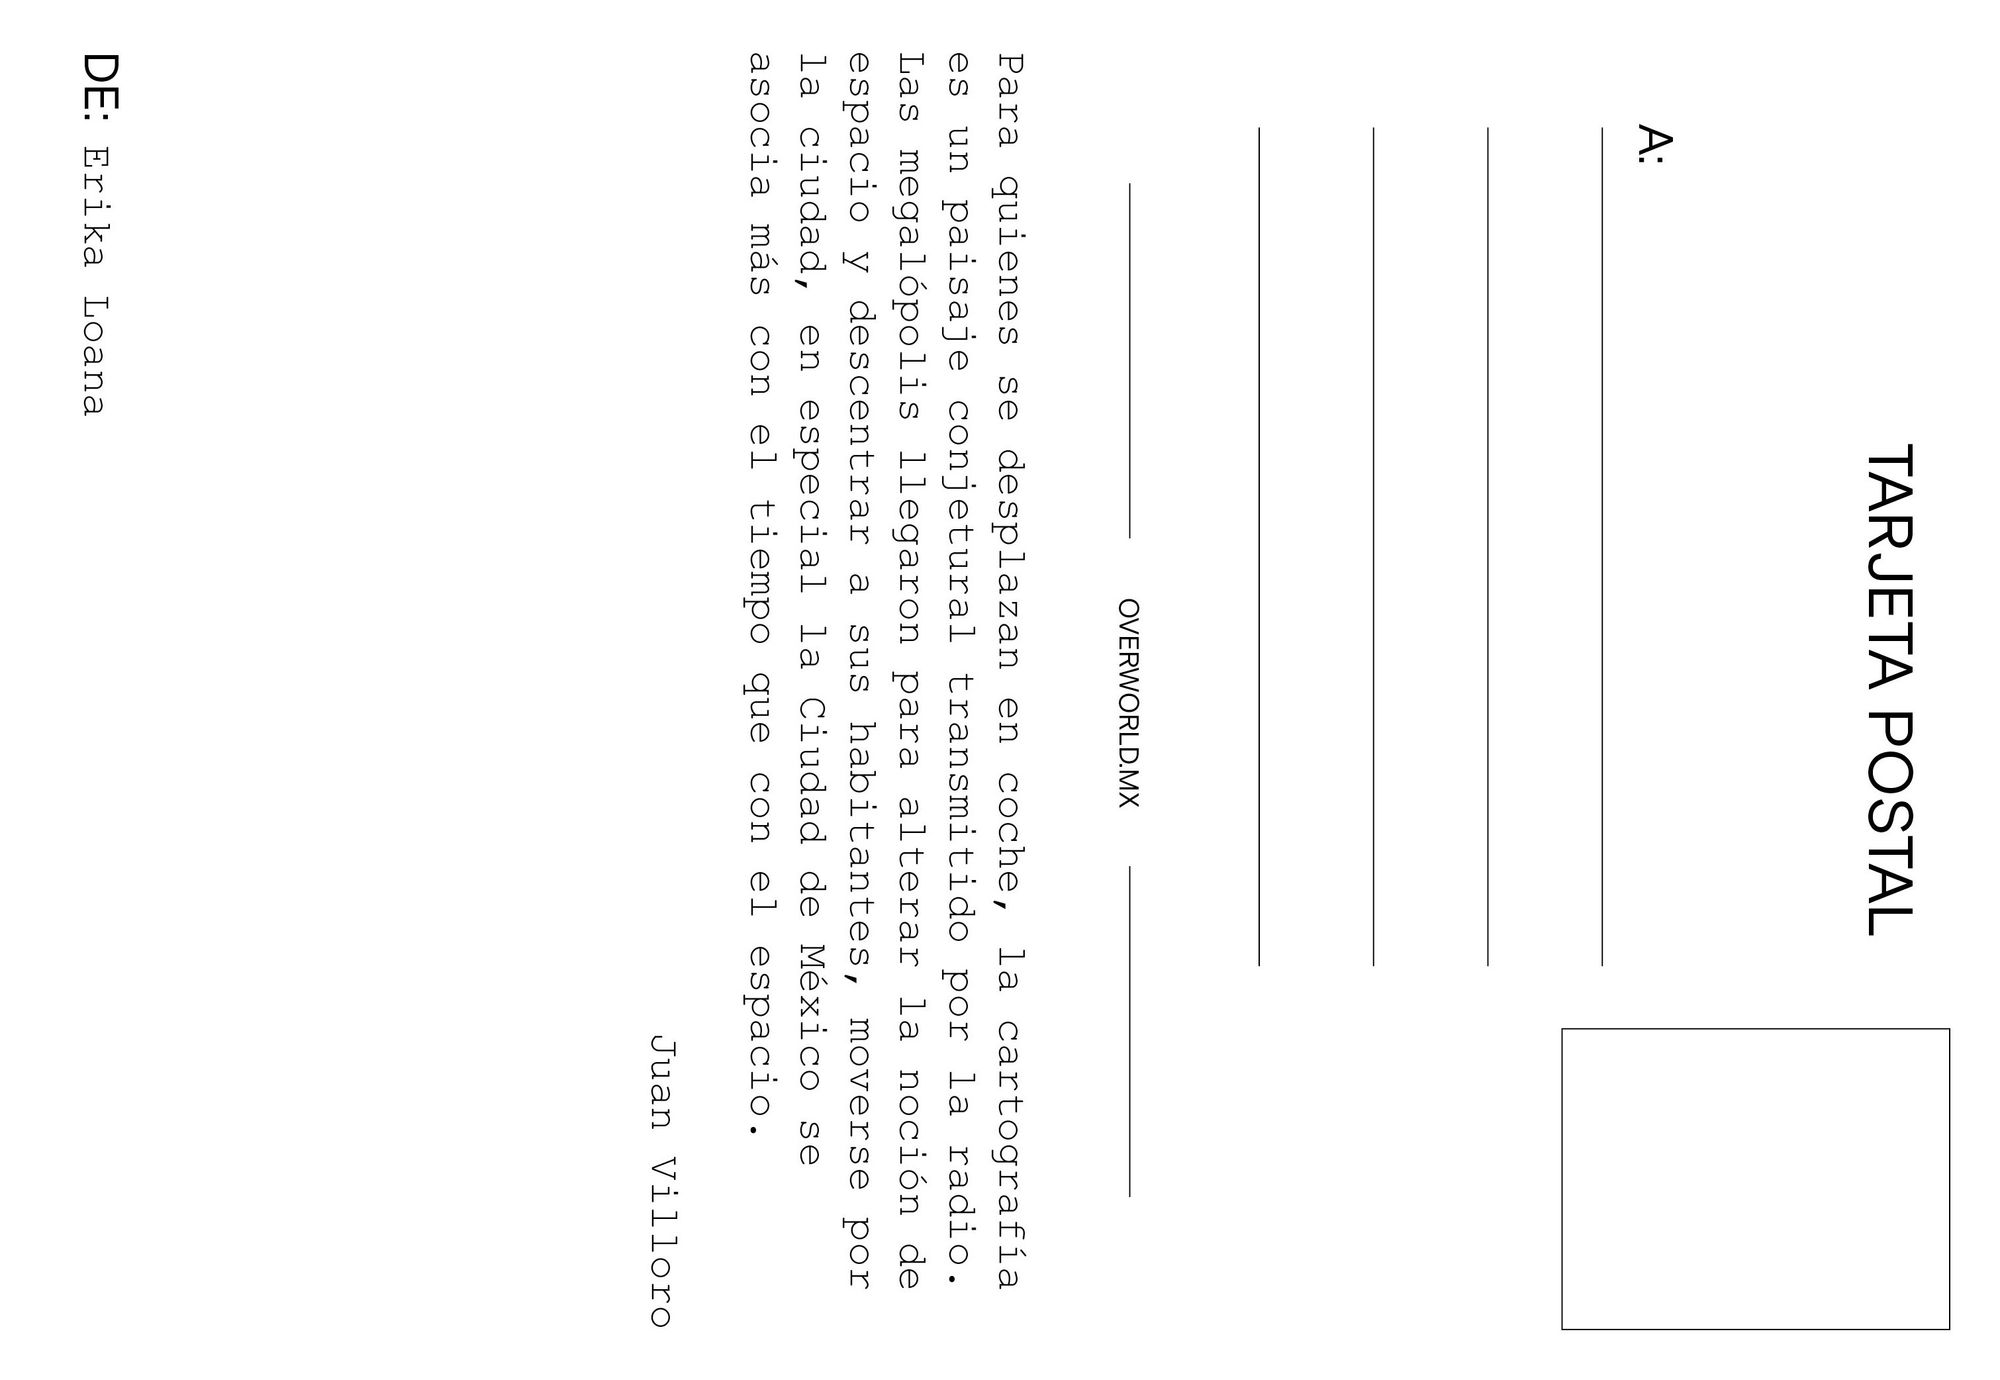 TARJETA POSTAL
A:
OVERWORLD.MX
Para quienes se desplazan en coche, la cartografía
es un paisaje conjetural transmitido por la radio.
Las megalópolis llegaron para alterar la noción de
espacio y descentrar a sus habitantes, moverse por
la ciudad, en especial la Ciudad de México se
asocia más con el tiempo que con el espacio.
Juan Villoro
DE: Erika Loana